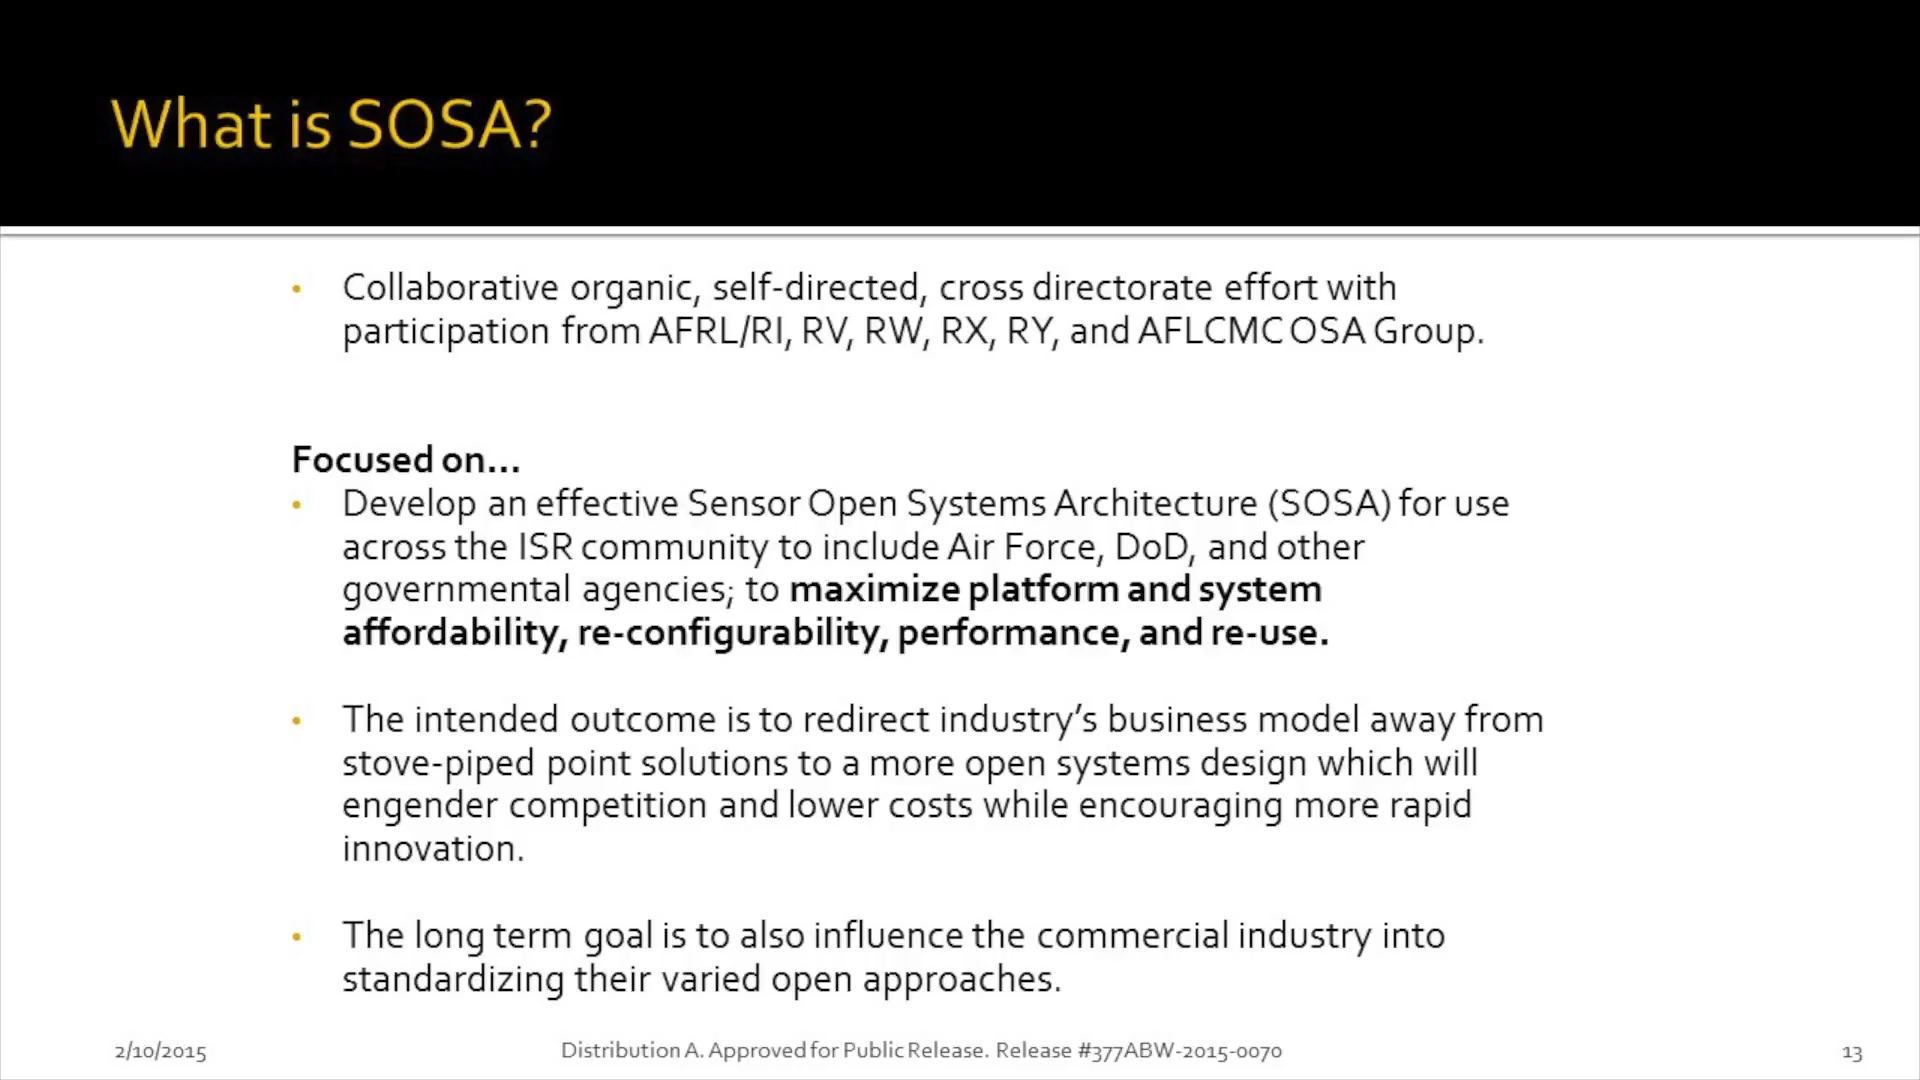 What is SOSA?
• Collaborative organic, self-directed, cross directorate effort with
participation from AFRL/RI, RV, RW, RX, RY, and AFLCMC OSA Group.
Focused on...
• Develop an effective Sensor Open Systems Architecture (SOSA) for use
across the ISR community to include Air Force, DoD, and other
governmental agencies; to maximize platform and system
affordability, re-configurability, performance, and re-use.
• The intended outcome is to redirect industry’s business model away from
stove-piped point solutions to a more open systems design which will
engender competition and lower costs while encouraging more rapid
innovation.
• The long term goal is to also influence the commercial industry into
standardizing their varied open approaches.
2/10/2015
Distribution A. Approved for Public Release. Release #377ABW-2015-0070
13